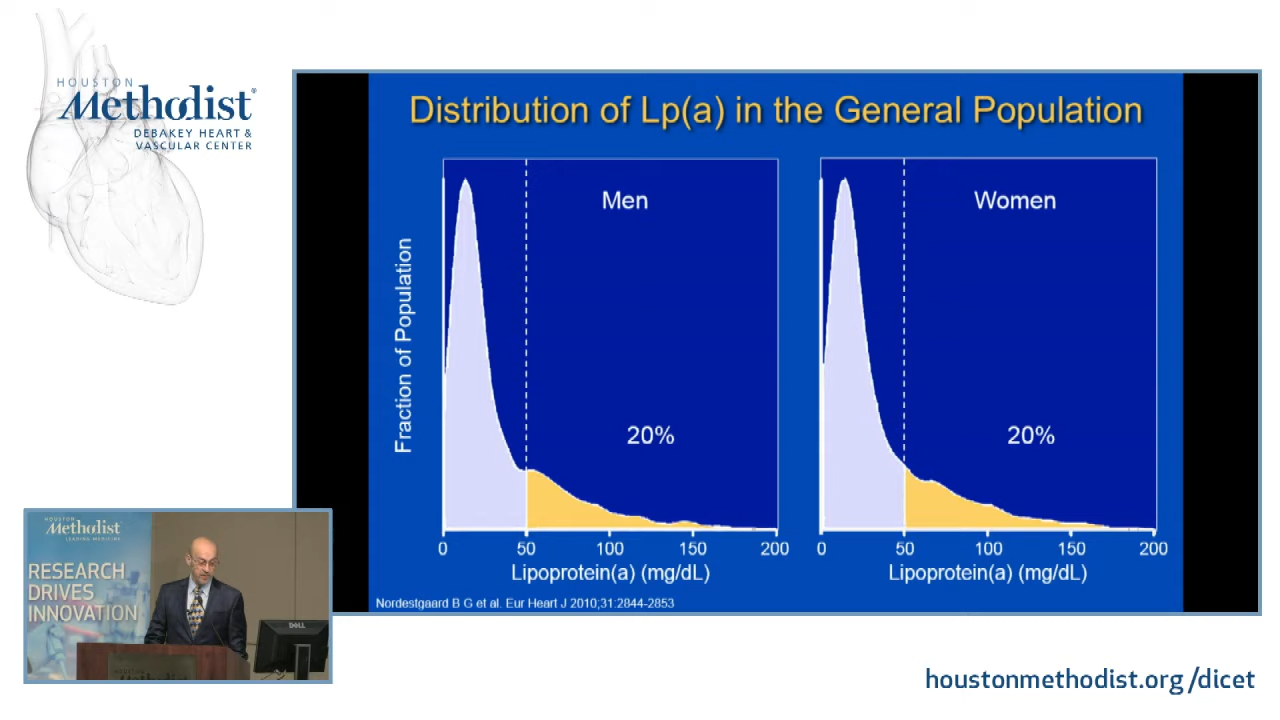 HOUSTON
Methodist®
DEBAKEY HEART &
VASCULAR CENTER
Distribution of Lp(a) in the General Population
Fraction of Population
Men
20%
0 50 100 150 200
Lipoprotein(a) (mg/dL)
Women
20%
0 50 100 150 200
Lipoprotein(a) (mg/dL)
Nordestgaard B G et al. Eur Heart J 2010;31:2844-2853
HOUSTON
Methodist
LEADING MEDICINE
RESEARCH
DRIVES
INNOVATION
DELL
HOUSTON
Methodist
houstonmethodist.org/dicet